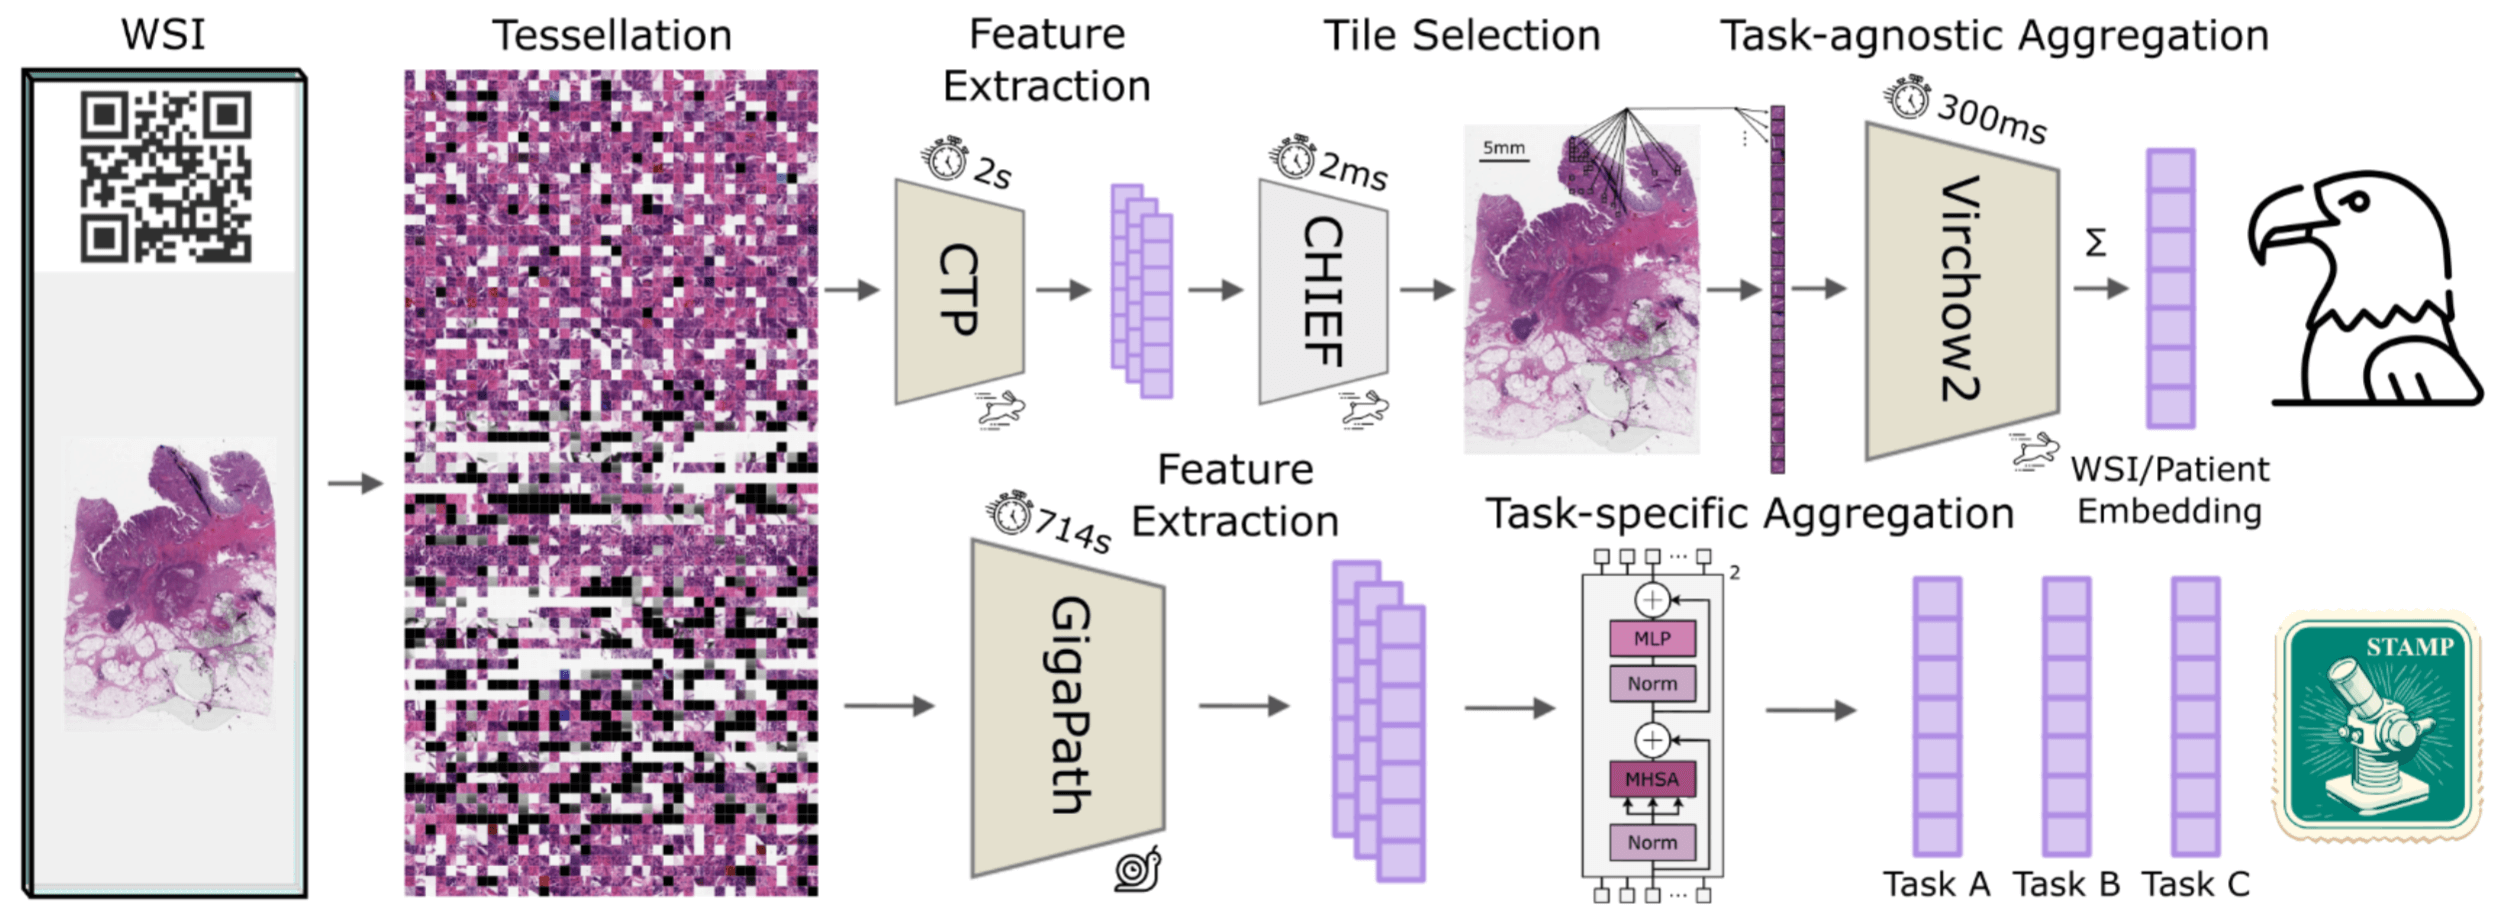 WSI
Tessellation
Feature
Extraction
Tile Selection
Task-agnostic Aggregation
2s
CTP
2ms
CHIEF
5mm
300ms
Virchow2
Σ
WSI/Patient
Embedding
714s
Feature
Extraction
GigaPath
Task-specific Aggregation
2
MLP
Norm
MHSA
Norm
Task A
Task B
Task C
STAMP